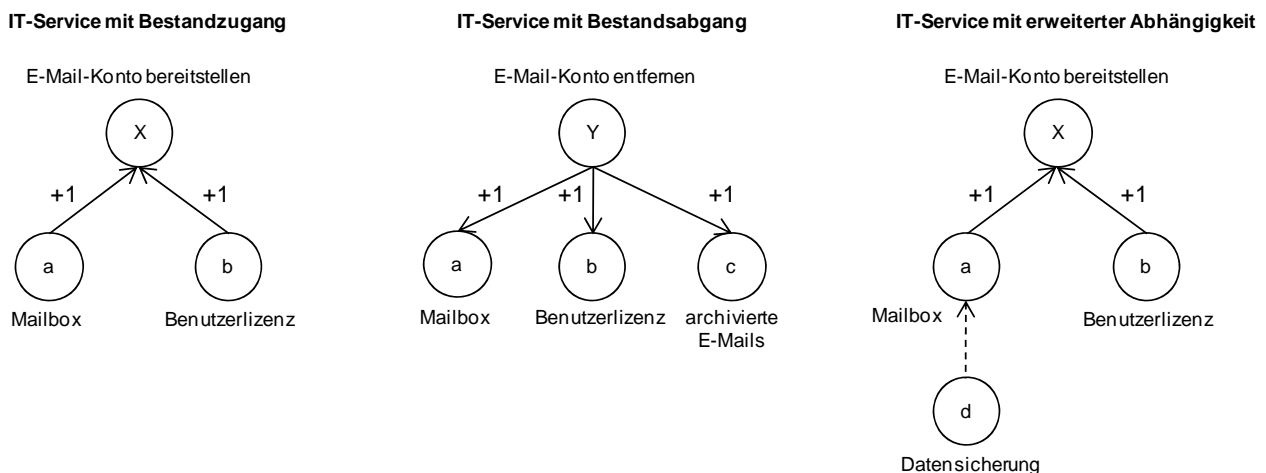 IT-Service mit Bestandzugang
E-Mail-Konto bereitstellen
X
+1
+1
a
b
Mailbox
Benutzerlizenz
IT-Service mit Bestandsabgang
E-Mail-Konto entfernen
Y
+1
+1
+1
a
b
c
Mailbox
Benutzerlizenz
archivierte
E-Mails
IT-Service mit erweiterter Abhängigkeit
E-Mail-Konto bereitstellen
X
+1
+1
a
b
Mailbox
Benutzerlizenz
d
Datensicherung